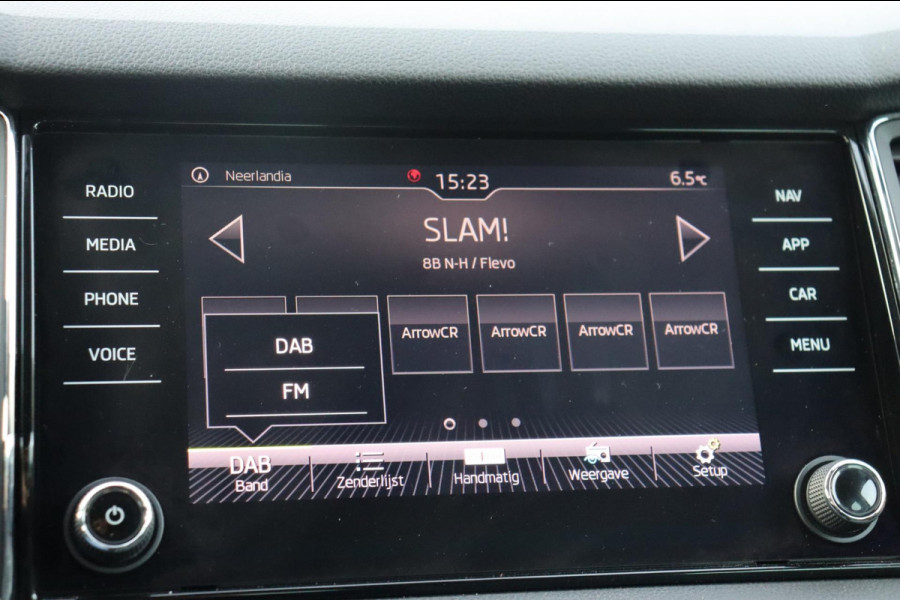 RADIO
MEDIA
PHONE
VOICE
Neerlandia
15:23
6.5°C
SLAM!
8B N-H / Flevo
ArrowCR
ArrowCR
ArrowCR
ArrowCR
DAB
FM
DAB
Band
Zenderlijst
Handmatig
Weergave
Setup
NAV
APP
CAR
MENU